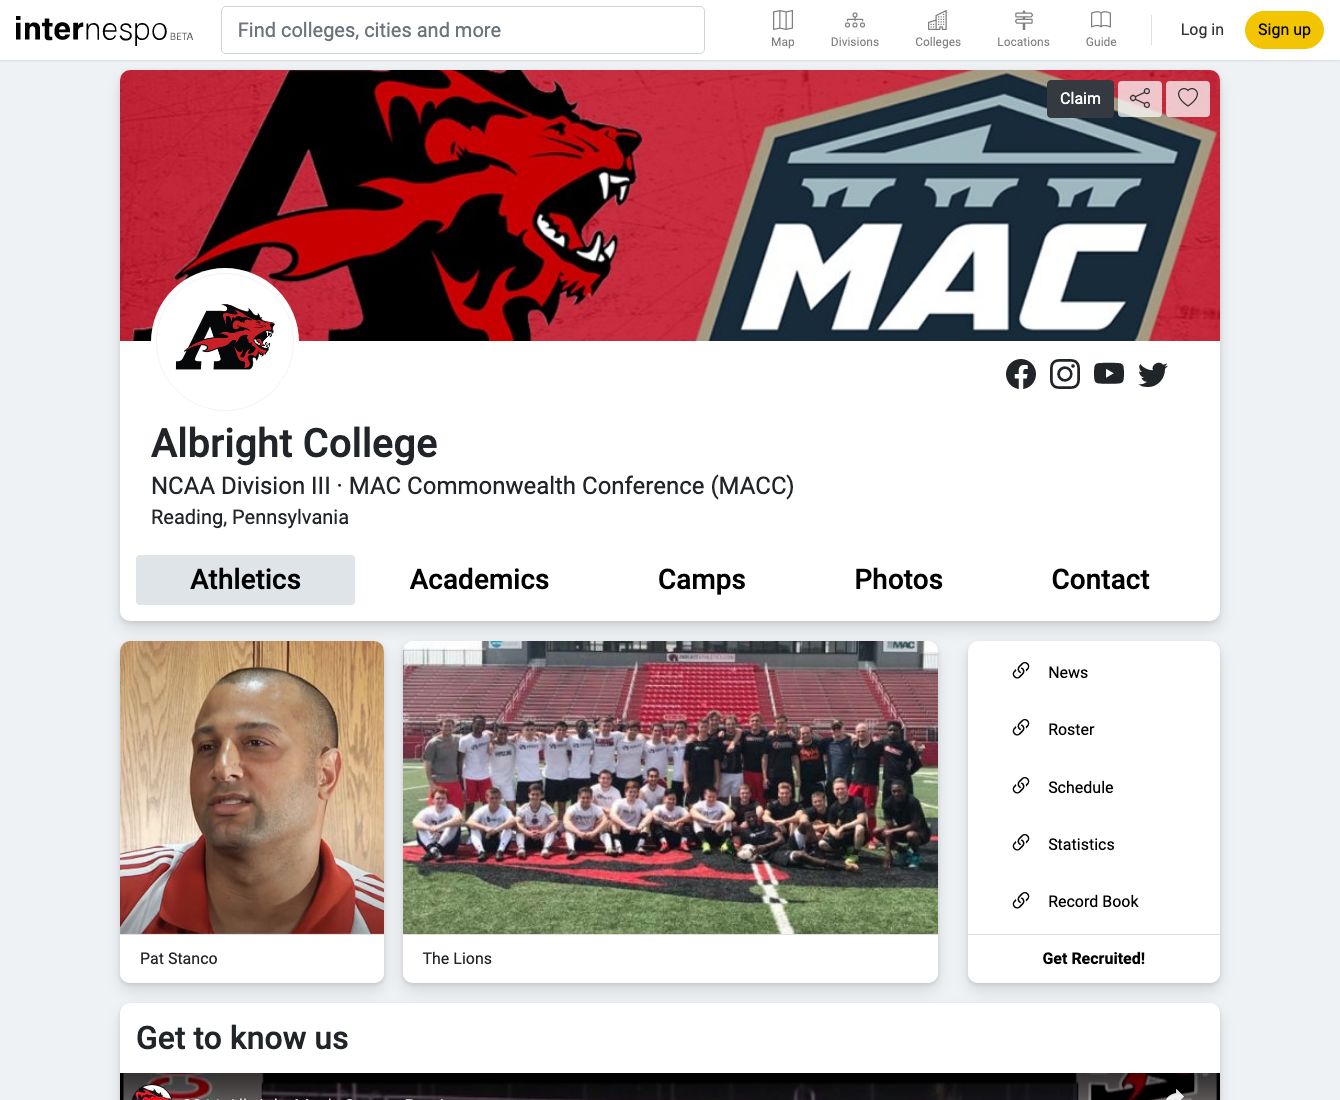 internespo BETA
Find colleges, cities and more
Map
Divisions
Colleges
Locations
Guide
Log in
Sign up
Claim
MAC
Albright College
NCAA Division III · MAC Commonwealth Conference (MACC)
Reading, Pennsylvania
Athletics
Academics
Camps
Photos
Contact
MAC
News
Roster
Schedule
Statistics
Record Book
Pat Stanco
The Lions
Get Recruited!
Get to know us